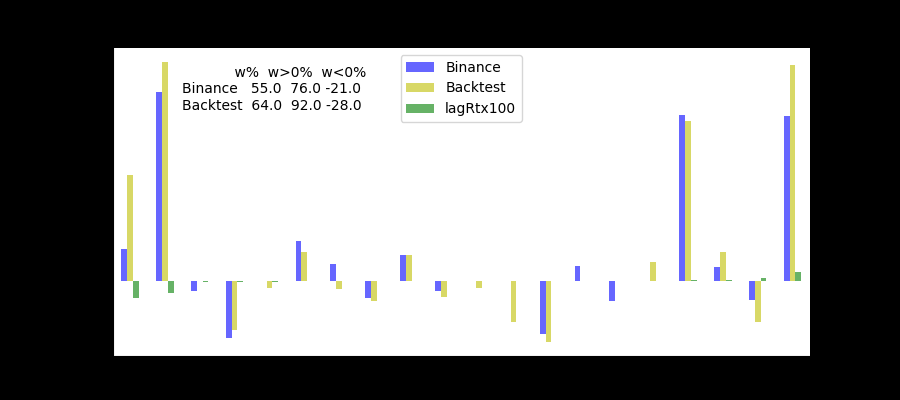 w%  w>0%  w<0%
Binance   55.0  76.0 -21.0
Backtest  64.0  92.0 -28.0
Binance
Backtest
lagRtx100